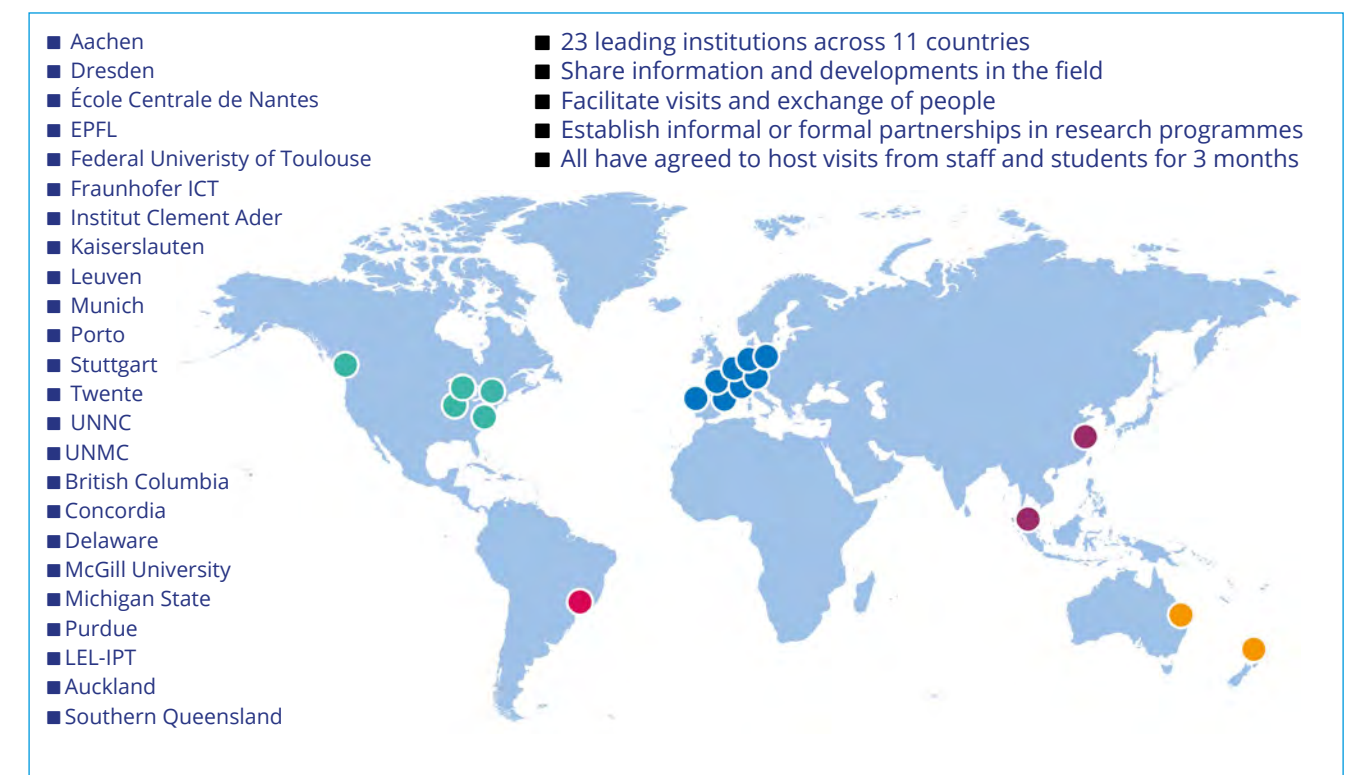 ■ Aachen
■ Dresden
■ École Centrale de Nantes
■ EPFL
■ Federal Univeristy of Toulouse
■ Fraunhofer ICT
■ Institut Clement Ader
■ Kaiserslauten
■ Leuven
■ Munich
■ Porto
■ Stuttgart
■ Twente
■ UNNC
■ UNMC
■ British Columbia
■ Concordia
■ Delaware
■ McGill University
■ Michigan State
■ Purdue
■ LEL-IPT
■ Auckland
■ Southern Queensland
■ 23 leading institutions across 11 countries
■ Share information and developments in the field
■ Facilitate visits and exchange of people
■ Establish informal or formal partnerships in research programmes
■ All have agreed to host visits from staff and students for 3 months